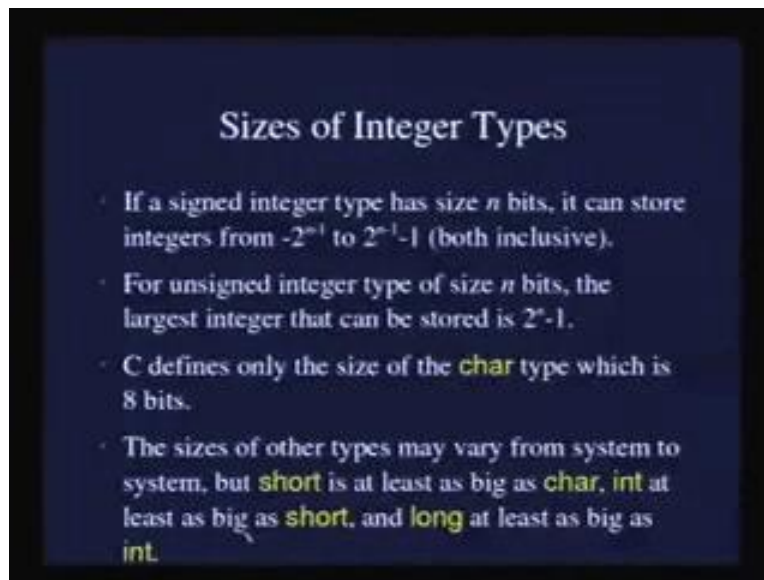 Sizes of Integer Types
If a signed integer type has size n bits, it can store
integers from -2ⁿ⁻¹ to 2ⁿ⁻¹-1 (both inclusive).
For unsigned integer type of size n bits, the
largest integer that can be stored is 2ⁿ-1.
C defines only the size of the char type which is
8 bits.
The sizes of other types may vary from system to
system, but short is at least as big as char, int at
least as big as short, and long at least as big as
int.